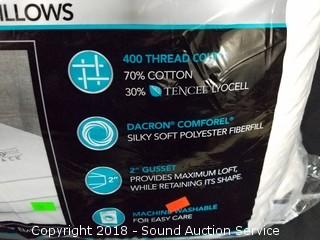 ILLOWS
400 THREAD COUNT
70% COTTON
30% TENCEL LYOCELL
DACRON® COMFOREL®
SILKY SOFT POLYESTER FIBERFILL
2"
2" GUSSET
PROVIDES MAXIMUM LOFT,
WHILE RETAINING ITS SHAPE.
MACHINE WASHABLE
FOR EASY CARE
Copyright 2018 - Sound Auction Service